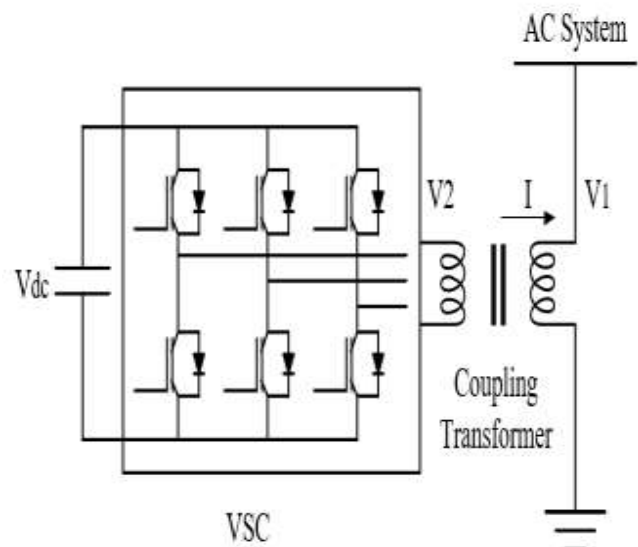 AC System
V2
I
V1
Vdc
Coupling
Transformer
VSC